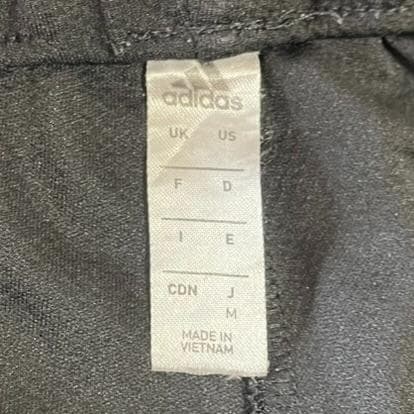 adidas
UK US
F D
I E
CDN J
M
MADE IN
VIETNAM